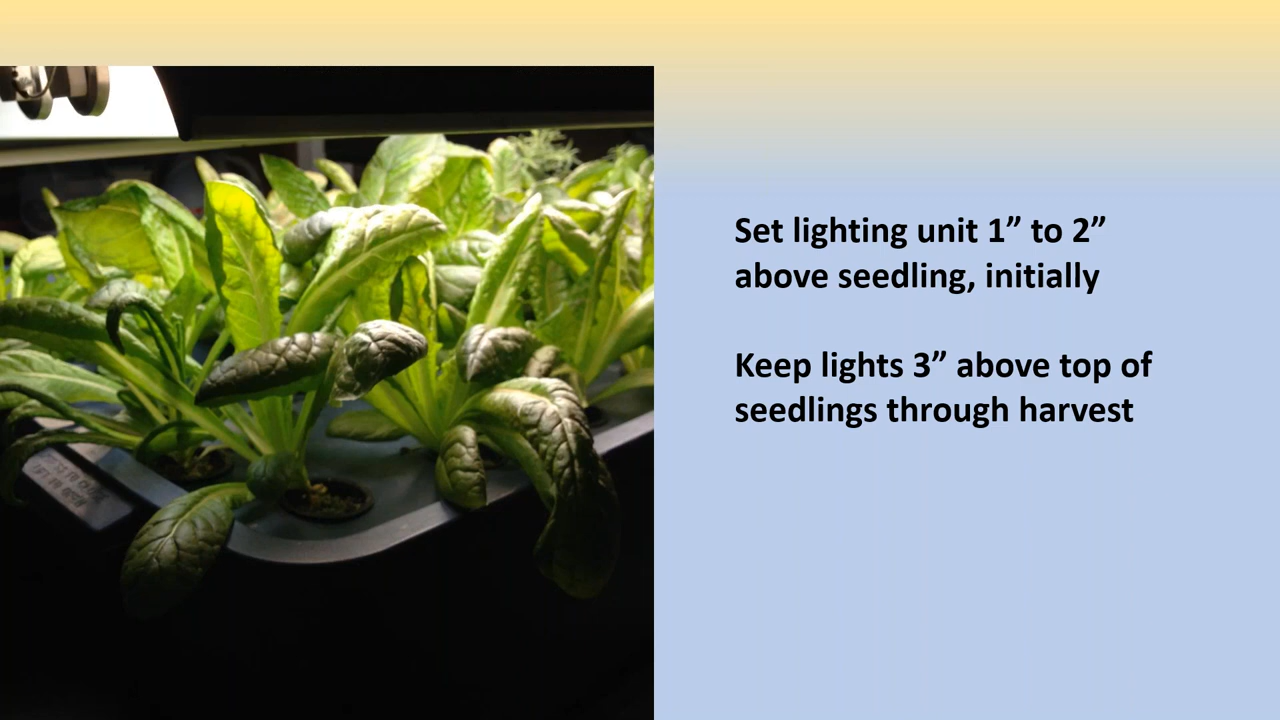 Set lighting unit 1” to 2”
above seedling, initially
Keep lights 3” above top of
seedlings through harvest